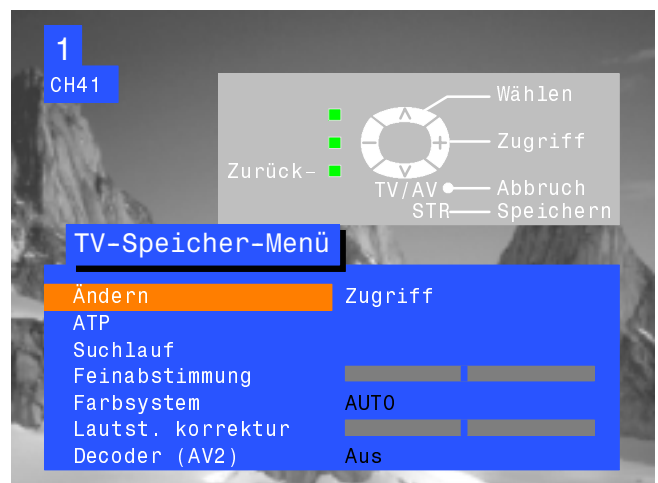 1
CH41
Wählen
Zugriff
Zurück-
TV/AV Abbruch
STR Speichern
TV-Speicher-Menü
Ändern Zugriff
ATP
Suchlauf
Feinabstimmung
Farbsystem AUTO
Lautst. korrektur
Decoder (AV2) Aus